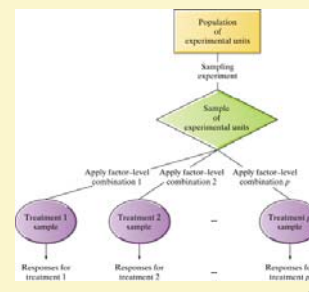 Population
of
experimental units
Sampling
experiment
Sample
of
experimental units
Apply factor–level
combination 1
Apply factor–level
combination 2
Apply factor–level
combination p
Treatment 1
sample
Treatment 2
sample
–
Treatment p
sample
Responses for
treatment 1
Responses for
treatment 2
–
Responses for
treatment p